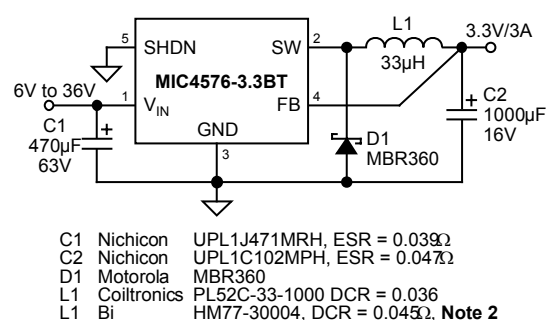 L1
3.3V/3A
5 SHDN
SW 2
33µH
MIC4576-3.3BT
6V to 36V
1 VIN
FB 4
C2
1000µF
16V
C1
470µF
63V
GND
3
D1
MBR360
C1 Nichicon UPL1J471MRH, ESR = 0.039Ω
C2 Nichicon UPL1C102MPH, ESR = 0.047Ω
D1 Motorola MBR360
L1 Coiltronics PL52C-33-1000 DCR = 0.036
L1 Bi HM77-30004, DCR = 0.045Ω, Note 2